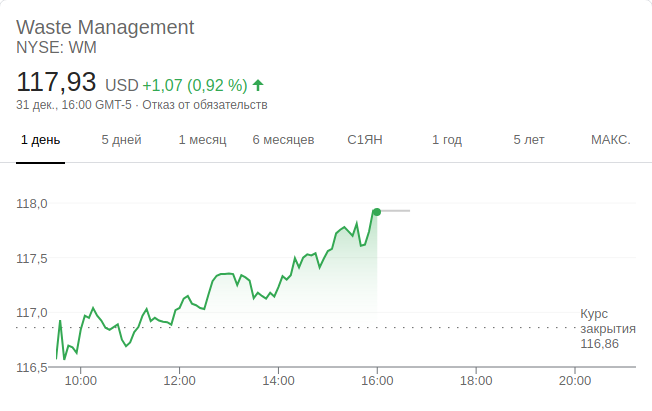 Waste Management
NYSE: WM
117,93 USD +1,07 (0,92 %)
31 дек., 16:00 GMT-5 · Отказ от обязательств
1 день 5 дней 1 месяц 6 месяцев С1ЯН 1 год 5 лет МАКС.
118,0
117,5
117,0
Курс
закрытия
116,86
116,5
10:00 12:00 14:00 16:00 18:00 20:00